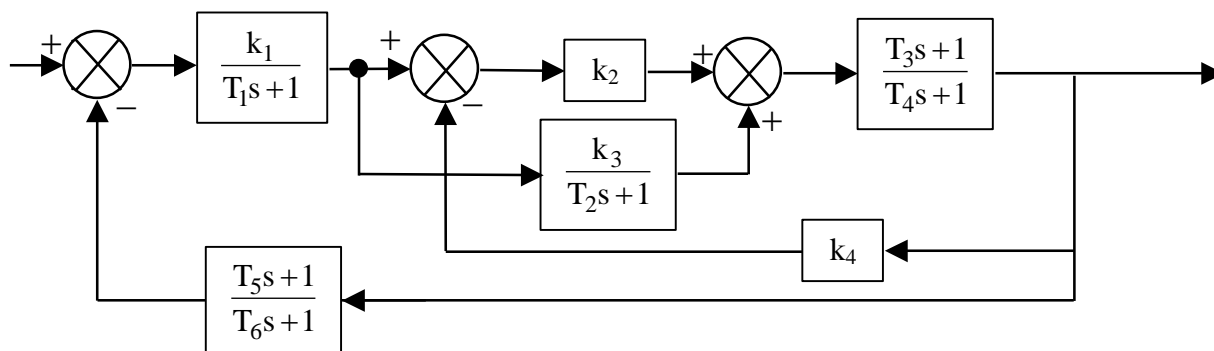 + − k₁ / T₁s+1 + − k₂ + + T₃s+1 / T₄s+1
k₃ / T₂s+1
k₄
T₅s+1 / T₆s+1